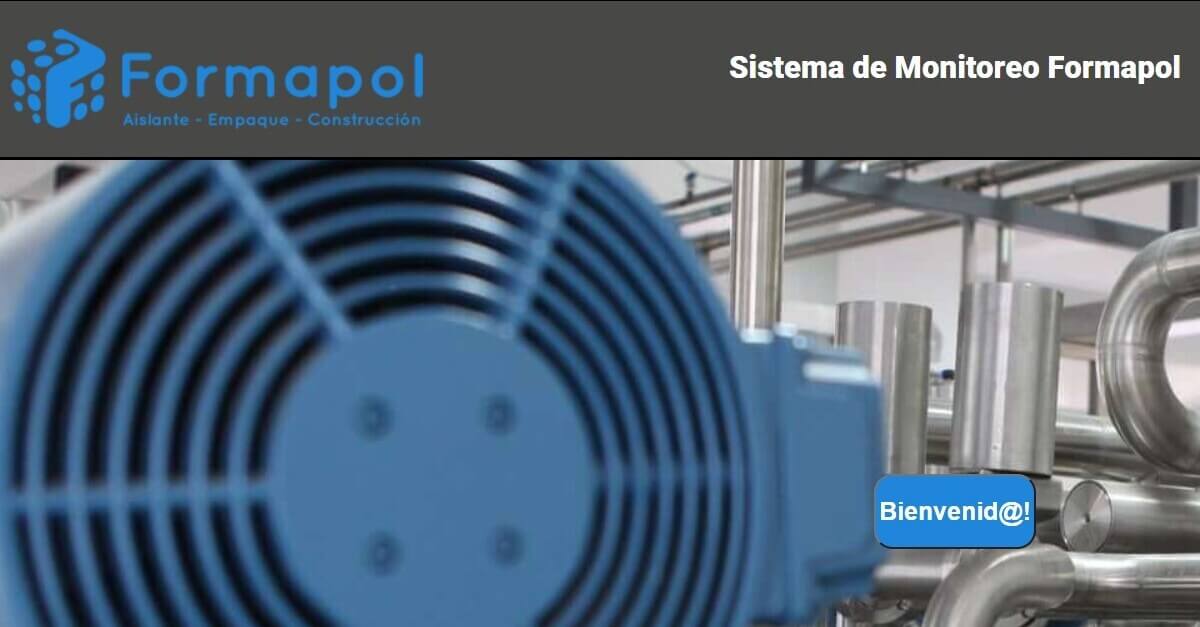 Formapol
Aislante - Empaque - Construcción
Sistema de Monitoreo Formapol
Bienvenid@!